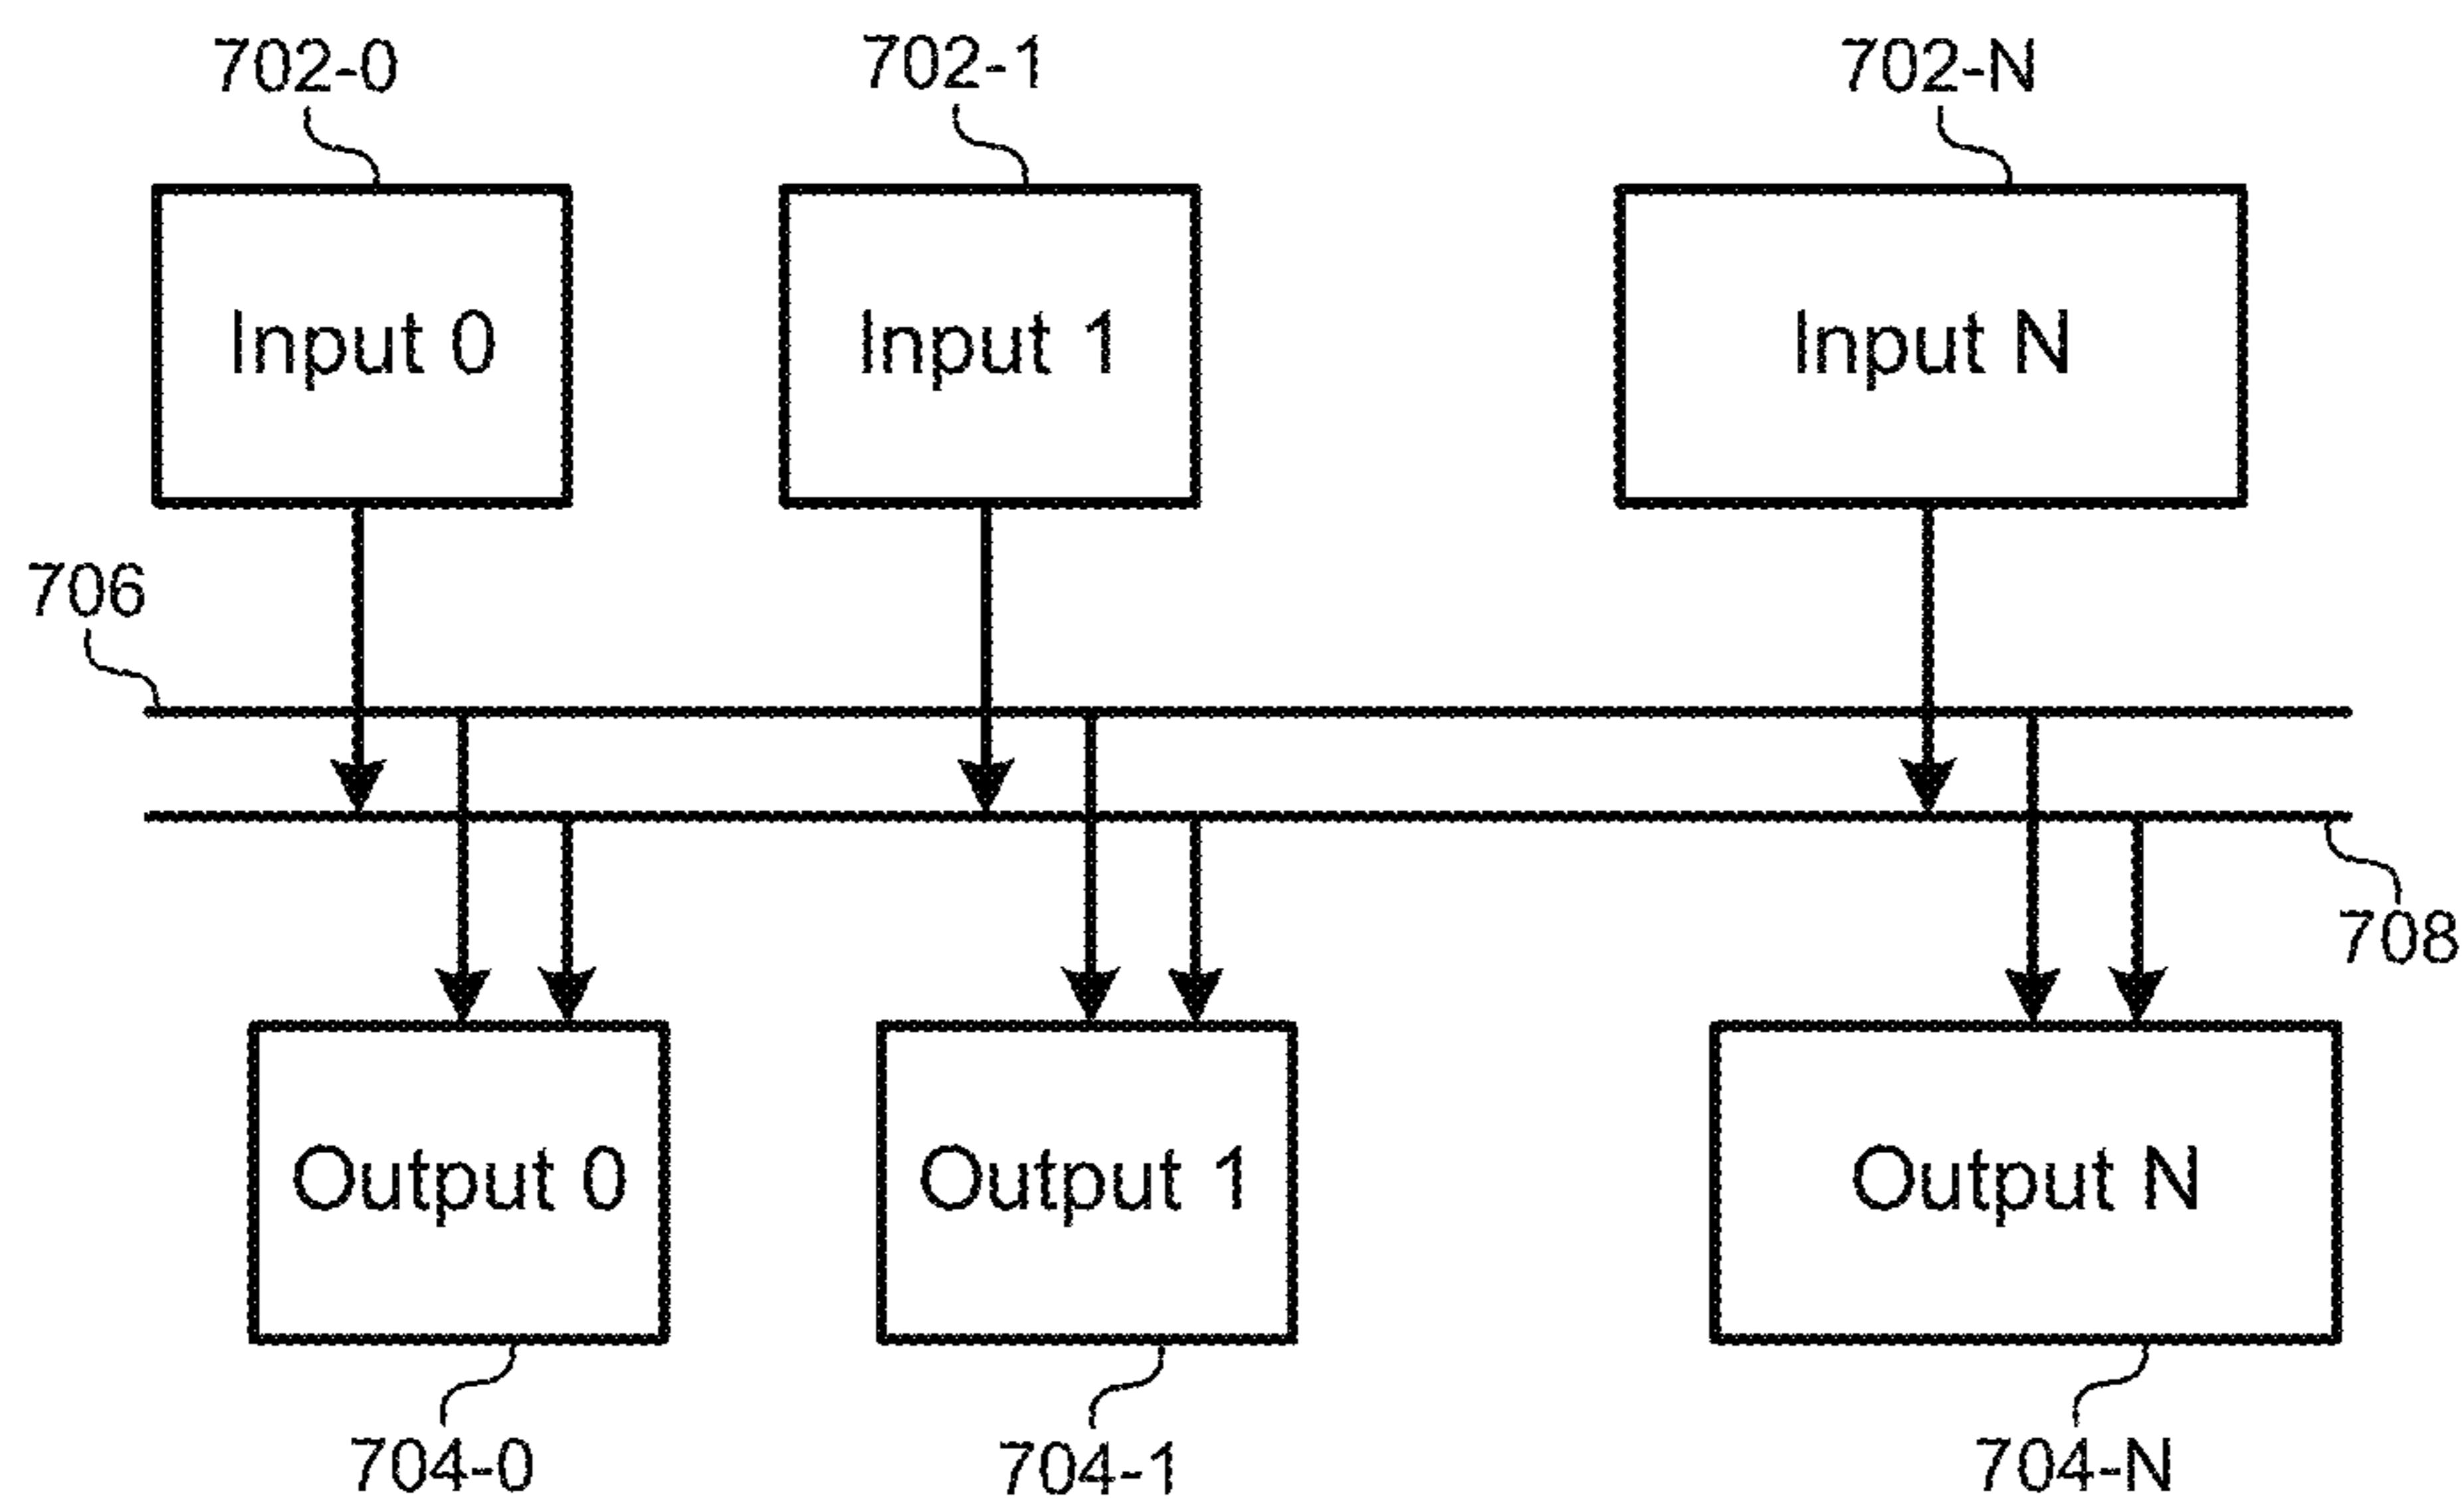 702-0
702-1
702-N
Input 0
Input 1
Input N
706
708
Output 0
Output 1
Output N
704-0
704-1
704-N